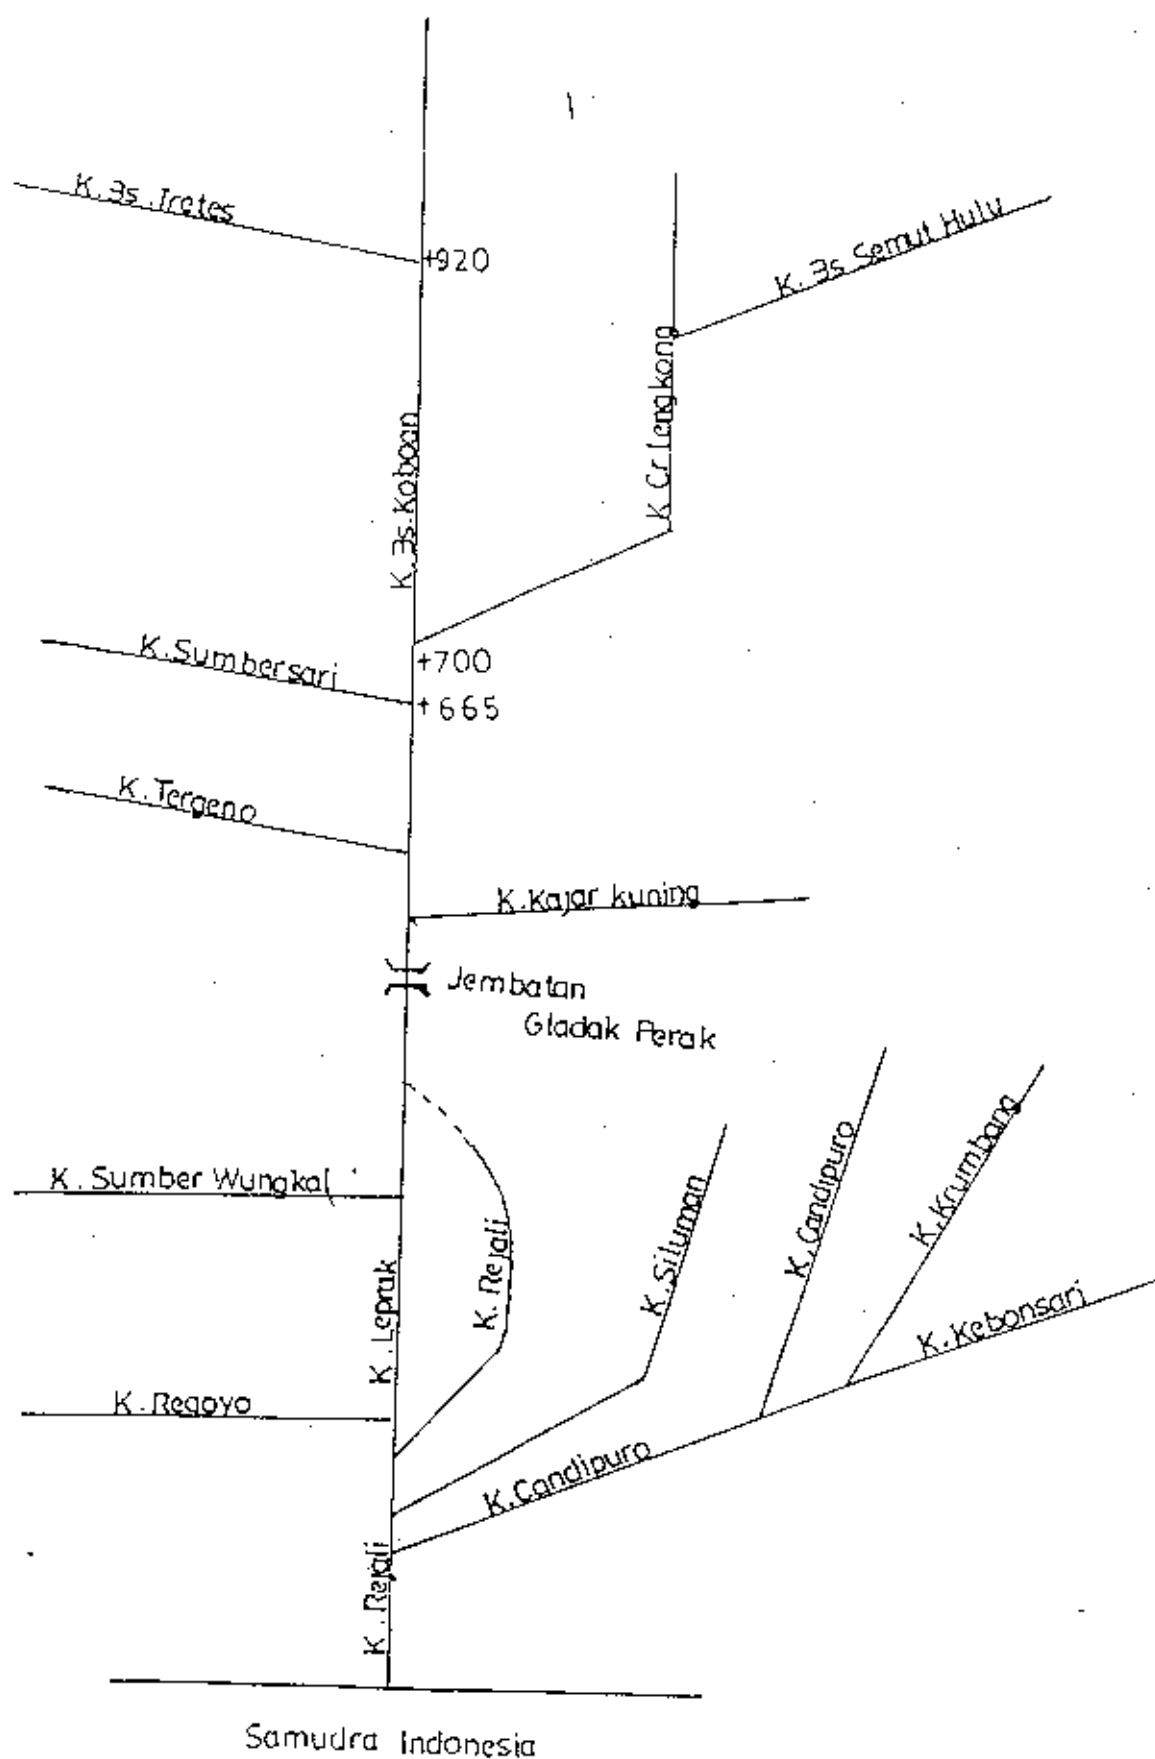 K. Bs. Tretes
+920
K. Bs Semut Hulu
K Cr Lengkong
K. Bs. Koboan
K. Sumbersari
+700
+ 665
K. Tergeno
K. Kajar kuning
Jembatan
Gladak Perak
K. Sumber Wungkal
K. Rejali
K. Siluman
K. Candipuro
K. Krumbang
K. Kebonsari
K. Leprak
K. Regoyo
K. Candipuro
K. Rejali
Samudra Indonesia